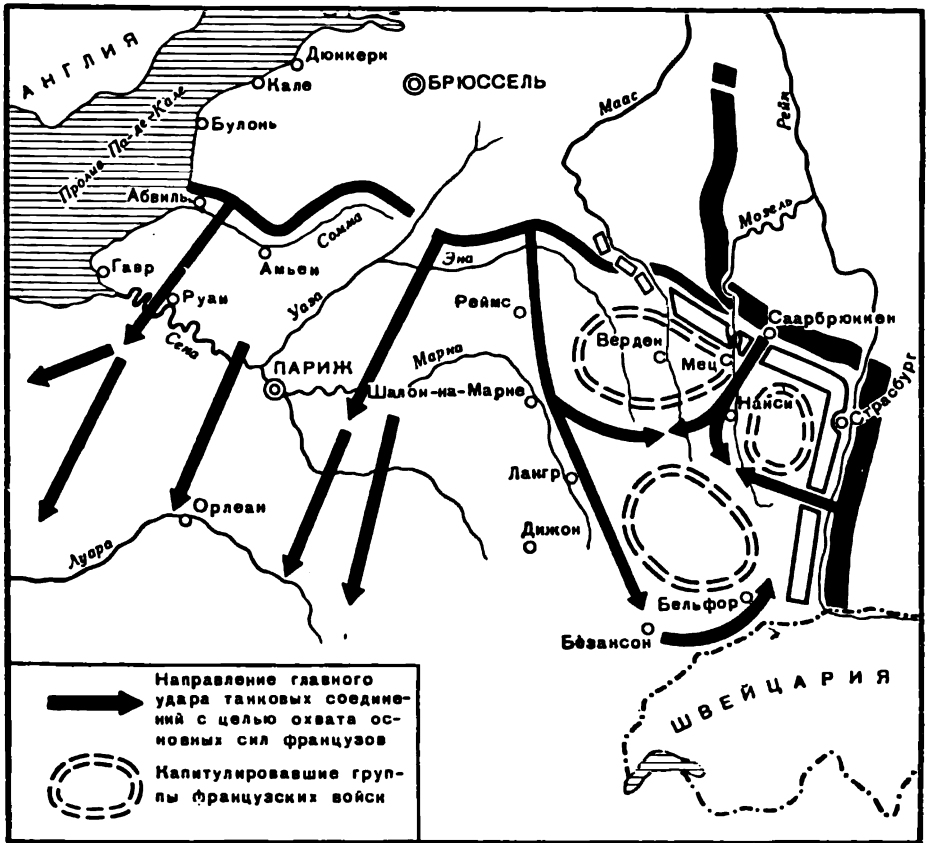 АНГЛИЯ
Дюнкерк
Кале
БРЮССЕЛЬ
Булонь
Пролив Па-де-Кале
Маас
Рейн
Абвиль
Сомма
Мозель
Амьен
Эна
Гавр
Руан
Уаза
Реймс
Саарбрюккен
Сена
Верден
Марна
Мец
ПАРИЖ
Шалон-на-Марне
Нанси
Страсбург
Лангр
Орлеан
Дижон
Луара
Бельфор
Безансон
ШВЕЙЦАРИЯ
Направление главного
удара танковых соедине-
ний с целью охвата ос-
новных сил французов
Капитулировавшие груп-
пы французских войск